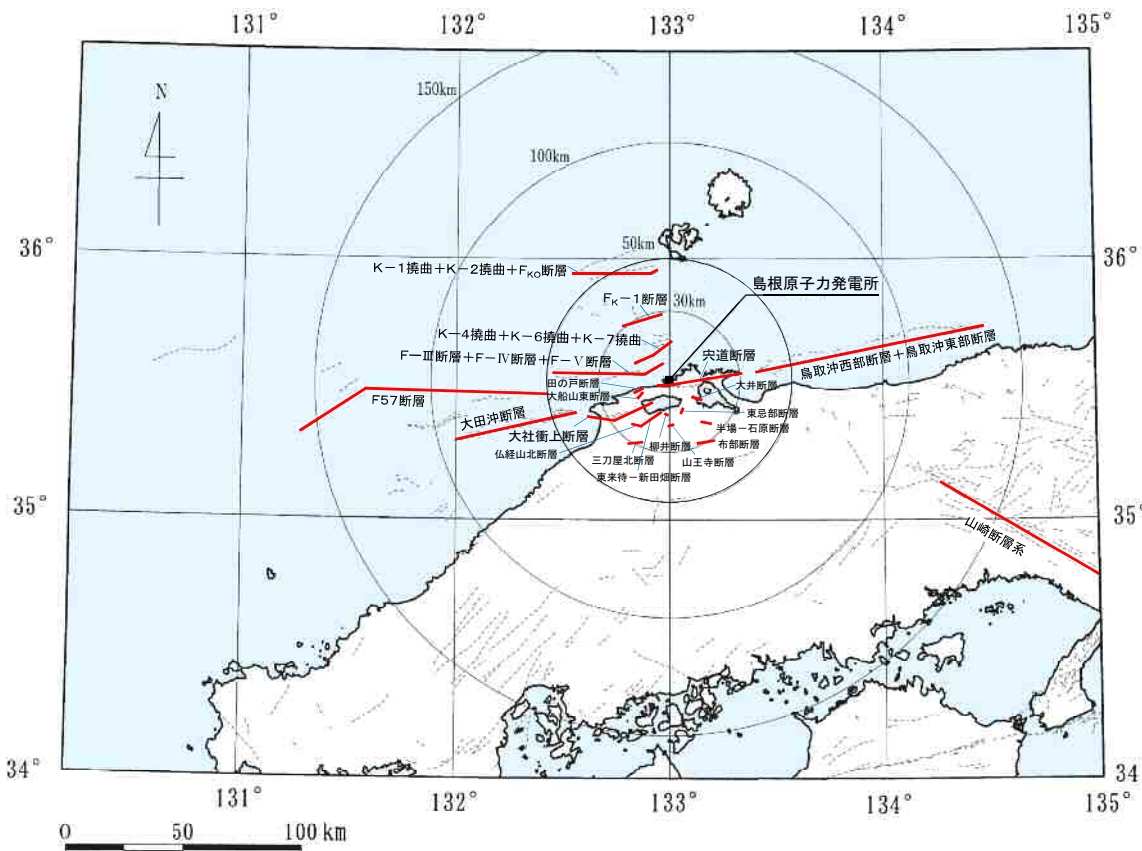 131°
132°
133°
134°
135°
N
150km
100km
50km
30km
36°
36°
K－1撓曲＋K－2撓曲＋FKO断層
島根原子力発電所
FK－1断層
K－4撓曲＋K－6撓曲＋K－7撓曲
F－Ⅲ断層＋F－Ⅳ断層＋F－Ⅴ断層
宍道断層
鳥取沖西部断層＋鳥取沖東部断層
田の戸断層
大船山東断層
大井断層
F57断層
大田沖断層
大社衝上断層
東忌部断層
仏経山北断層
半場－石原断層
柳井断層
布部断層
三刀屋北断層
山王寺断層
東来待－新田畑断層
山崎断層系
35°
35°
34°
34
131°
132°
133°
134°
135°
0
50
100 km